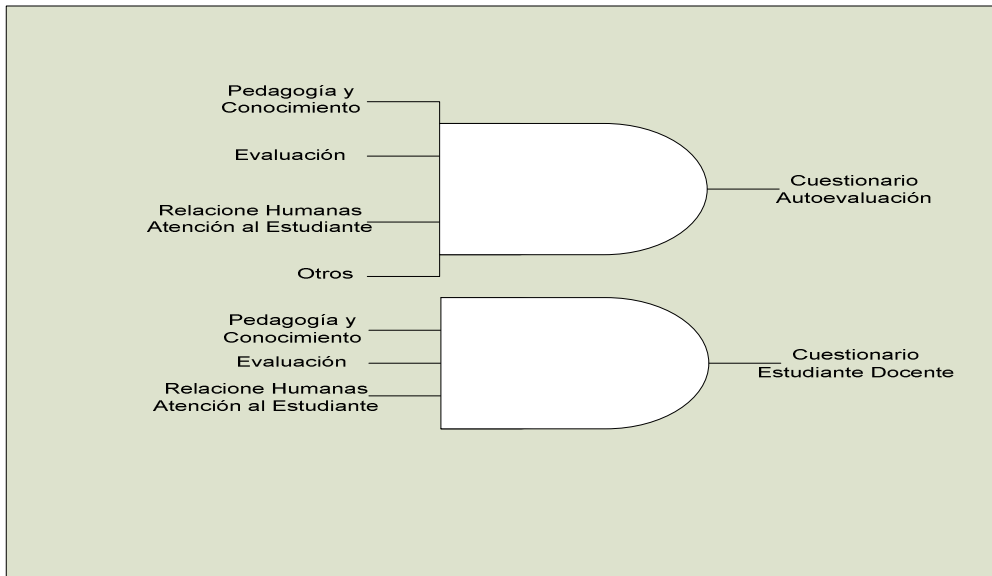 Pedagogía y
Conocimiento
Evaluación
Relacione Humanas
Atención al Estudiante
Otros
Cuestionario
Autoevaluación
Pedagogía y
Conocimiento
Evaluación
Relacione Humanas
Atención al Estudiante
Cuestionario
Estudiante Docente